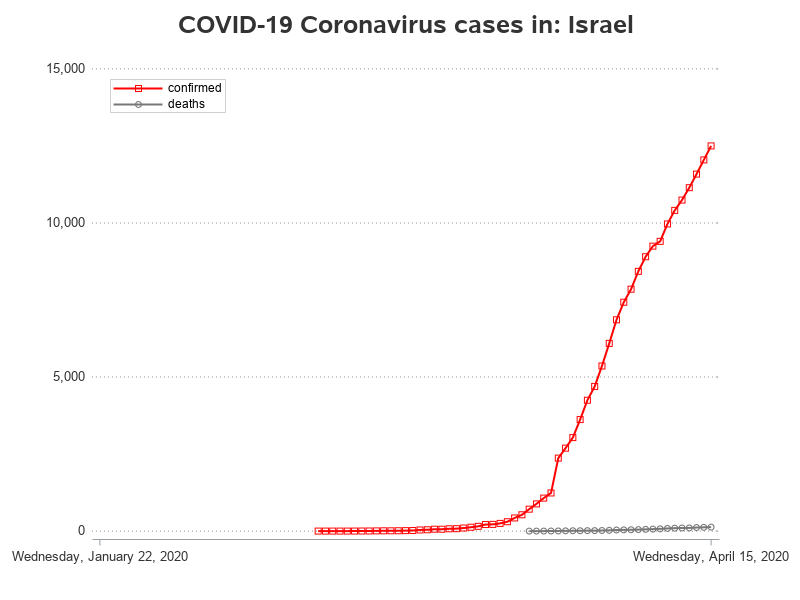 COVID-19 Coronavirus cases in: Israel
15,000
confirmed
deaths
10,000
5,000
0
Wednesday, January 22, 2020 Wednesday, April 15, 2020